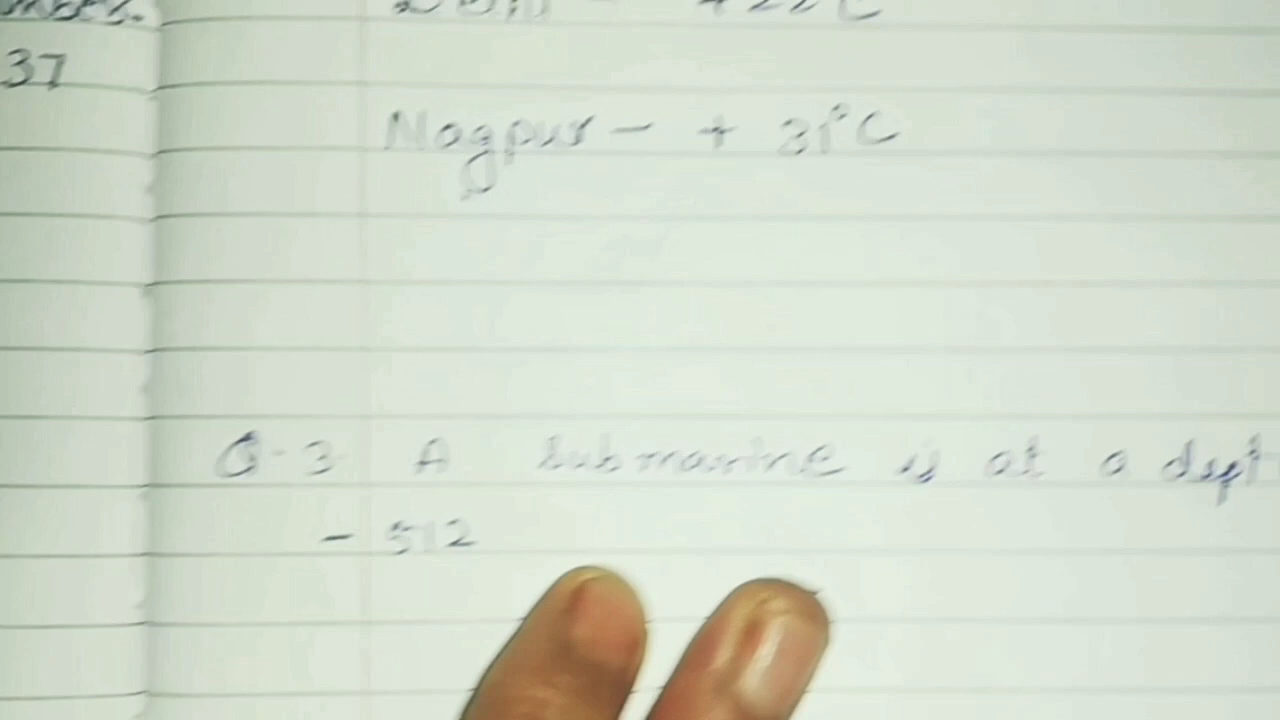 37
Nagpur - + 31°C
Q-3 A submarine is at a dept
- 512